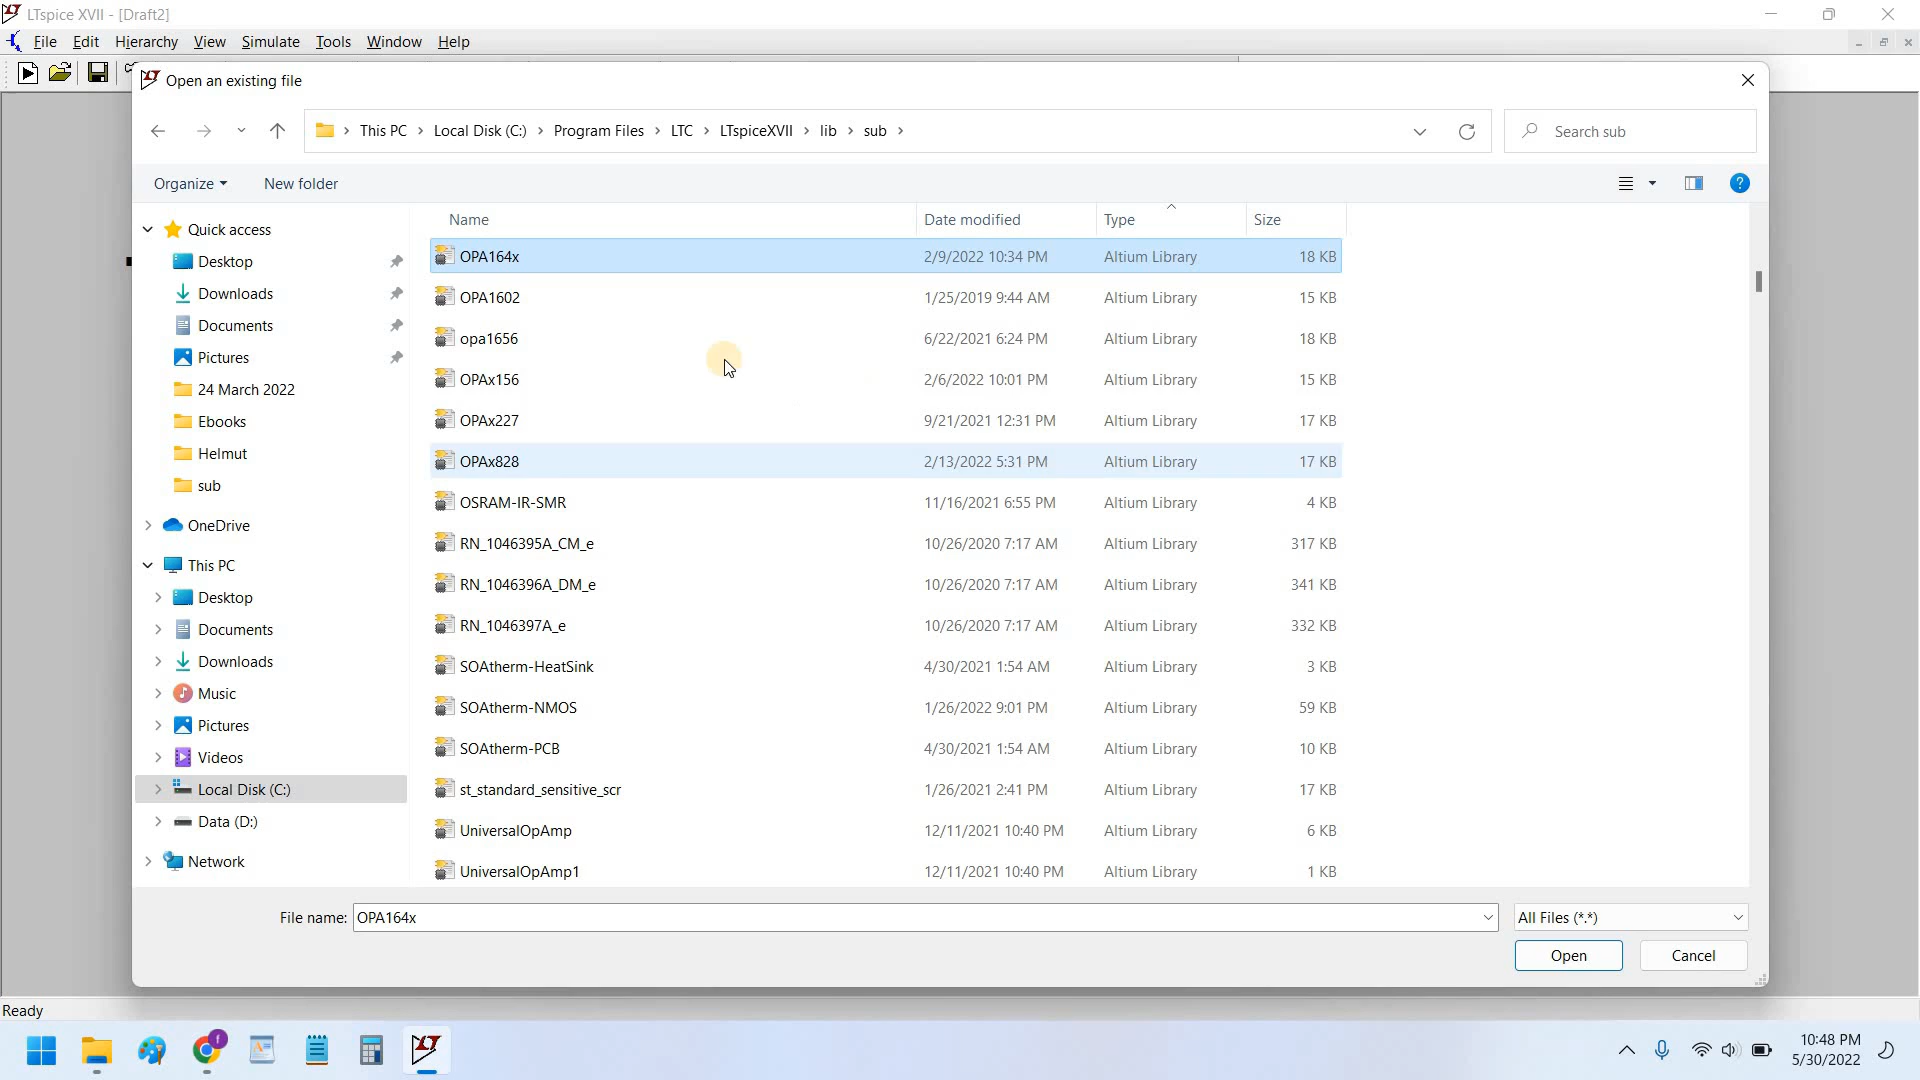 LTspice XVII - [Draft2]
File Edit Hierarchy View Simulate Tools Window Help
Open an existing file
This PC > Local Disk (C:) > Program Files > LTC > LTspiceXVII > lib > sub >
Search sub
Organize New folder
Name Date modified Type Size
Quick access
Desktop
Downloads
Documents
Pictures
24 March 2022
Ebooks
Helmut
sub
OneDrive
This PC
Desktop
Documents
Downloads
Music
Pictures
Videos
Local Disk (C:)
Data (D:)
Network
OPA164x 2/9/2022 10:34 PM Altium Library 18 KB
OPA1602 1/25/2019 9:44 AM Altium Library 15 KB
opa1656 6/22/2021 6:24 PM Altium Library 18 KB
OPAx156 2/6/2022 10:01 PM Altium Library 15 KB
OPAx227 9/21/2021 12:31 PM Altium Library 17 KB
OPAx828 2/13/2022 5:31 PM Altium Library 17 KB
OSRAM-IR-SMR 11/16/2021 6:55 PM Altium Library 4 KB
RN_1046395A_CM_e 10/26/2020 7:17 AM Altium Library 317 KB
RN_1046396A_DM_e 10/26/2020 7:17 AM Altium Library 341 KB
RN_1046397A_e 10/26/2020 7:17 AM Altium Library 332 KB
SOAtherm-HeatSink 4/30/2021 1:54 AM Altium Library 3 KB
SOAtherm-NMOS 1/26/2022 9:01 PM Altium Library 59 KB
SOAtherm-PCB 4/30/2021 1:54 AM Altium Library 10 KB
st_standard_sensitive_scr 1/26/2021 2:41 PM Altium Library 17 KB
UniversalOpAmp 12/11/2021 10:40 PM Altium Library 6 KB
UniversalOpAmp1 12/11/2021 10:40 PM Altium Library 1 KB
File name: OPA164x All Files (*.*)
Open Cancel
Ready
10:48 PM
5/30/2022